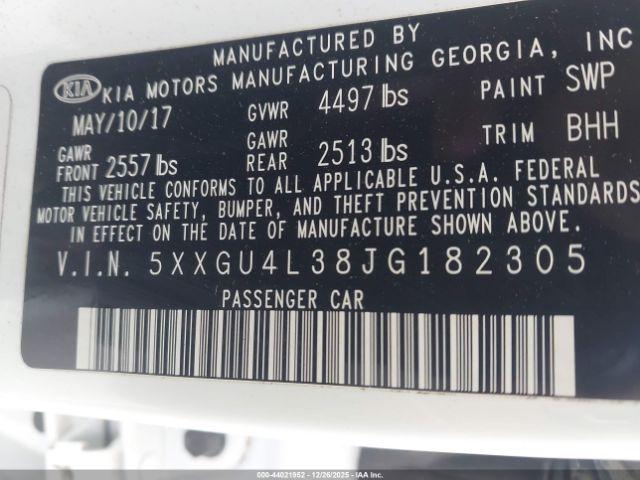 MANUFACTURED BY
KIA KIA MOTORS MANUFACTURING GEORGIA, INC
MAY/10/17 GVWR 4497 lbs PAINT SWP
GAWR FRONT 2557 lbs GAWR REAR 2513 lbs TRIM BHH
THIS VEHICLE CONFORMS TO ALL APPLICABLE U.S.A. FEDERAL
MOTOR VEHICLE SAFETY, BUMPER, AND THEFT PREVENTION STANDARDS
IN EFFECT ON THE DATE OF MANUFACTURE SHOWN ABOVE.
V.I.N. 5XXGU4L38JG182305
PASSENGER CAR
000-44021952 - 12/26/2025 - IAA Inc.